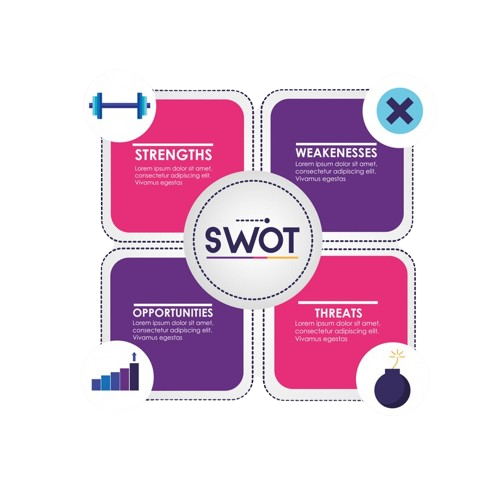 STRENGTHS
Lorem ipsum dolor sit amet,
consectetur adipiscing elit.
Vivamus egestas
WEAKENESSES
Lorem ipsum dolor sit amet,
consectetur adipiscing elit.
Vivamus egestas
SWOT
OPPORTUNITIES
Lorem ipsum dolor sit amet,
consectetur adipiscing elit.
Vivamus egestas
THREATS
Lorem ipsum dolor sit amet,
consectetur adipiscing elit.
Vivamus egestas